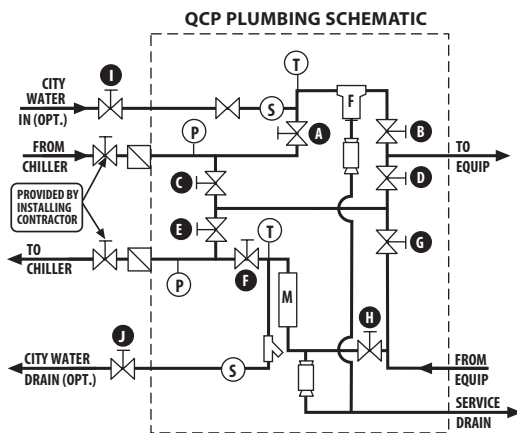 QCP PLUMBING SCHEMATIC
I
T
CITY
WATER
IN (OPT.)
S
F
A
B
FROM
CHILLER
P
TO
EQUIP
C
D
PROVIDED BY
INSTALLING
CONTRACTOR
E
T
G
TO
CHILLER
P
F
M
J
H
CITY WATER
DRAIN (OPT.)
S
FROM
EQUIP
SERVICE
DRAIN